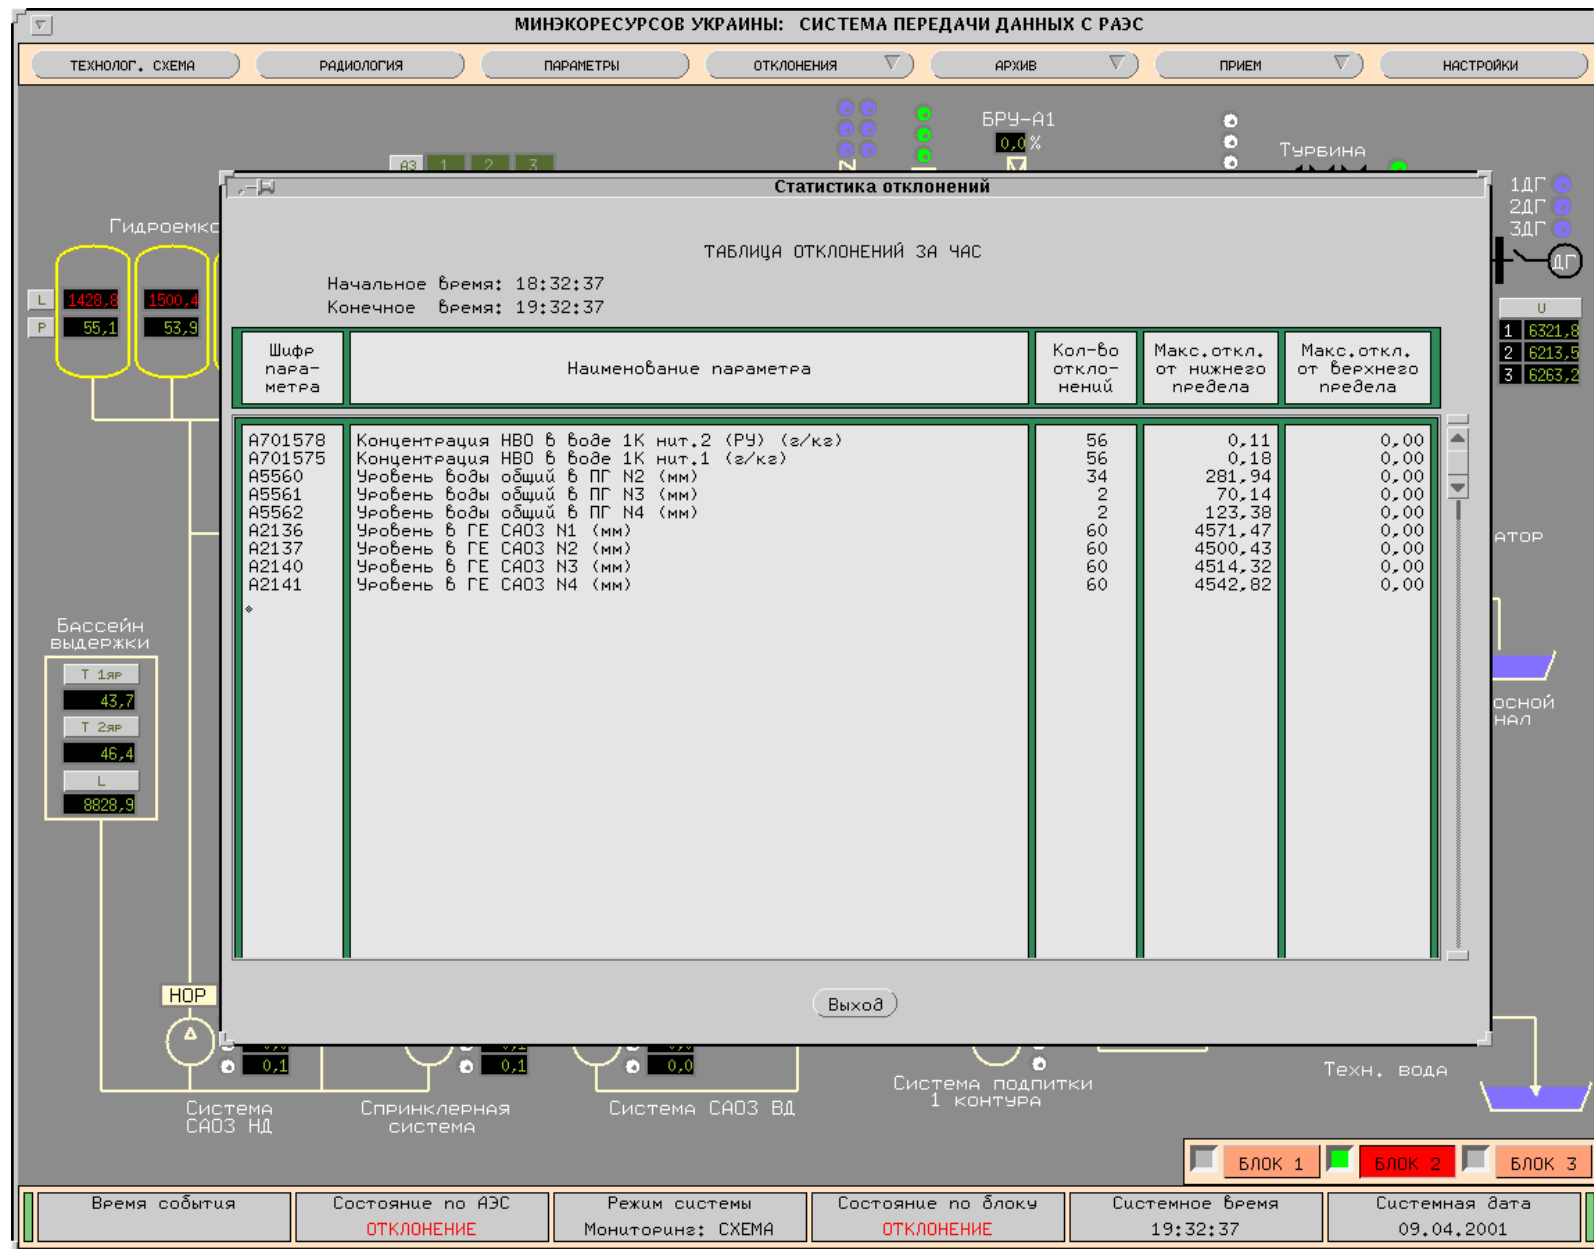 МИНЭКОРЕСУРСОВ УКРАИНЫ: СИСТЕМА ПЕРЕДАЧИ ДАННЫХ С РАЭС
ТЕХНОЛОГ. СХЕМА РАДИОЛОГИЯ ПАРАМЕТРЫ ОТКЛОНЕНИЯ АРХИВ ПРИЕМ НАСТРОЙКИ
БРУ-А1
0,0 %
Турбина
АЗ 1 2 3
Статистика отклонений
1ДГ
2ДГ
3ДГ
ДГ
Гидроемко
L 1428,8 1500,4
P 55,1 53,9
U
1 6321,8
2 6213,5
3 6263,2
ТАБЛИЦА ОТКЛОНЕНИЙ ЗА ЧАС
Начальное время: 18:32:37
Конечное время: 19:32:37
Шифр параметра Наименование параметра Кол-во отклонений Макс.откл. от нижнего предела Макс.откл. от верхнего предела
A701578 Концентрация HBO в воде 1К нит.2 (РУ) (г/кг) 56 0,11 0,00
A701575 Концентрация HBO в воде 1К нит.1 (г/кг) 56 0,18 0,00
A5560 Уровень воды общий в ПГ N2 (мм) 34 281,94 0,00
A5561 Уровень воды общий в ПГ N3 (мм) 2 70,14 0,00
A5562 Уровень воды общий в ПГ N4 (мм) 2 123,38 0,00
A2136 Уровень в ГЕ САОЗ N1 (мм) 60 4571,47 0,00
A2137 Уровень в ГЕ САОЗ N2 (мм) 60 4500,43 0,00
A2140 Уровень в ГЕ САОЗ N3 (мм) 60 4514,32 0,00
A2141 Уровень в ГЕ САОЗ N4 (мм) 60 4542,82 0,00
атор
Бассейн
выдержки
Т 1яр
43,7
Т 2яр
46,4
L
8828,9
осной
нал
Выход
НОР
0,1 0,1 0,0
Система
САОЗ НД
Спринклерная
система
Система САОЗ ВД
Система подпитки
1 контура
Техн. вода
БЛОК 1 БЛОК 2 БЛОК 3
Время события Состояние по АЭС Режим системы Состояние по блоку Системное время Системная дата
ОТКЛОНЕНИЕ Мониторинг: СХЕМА ОТКЛОНЕНИЕ 19:32:37 09.04.2001